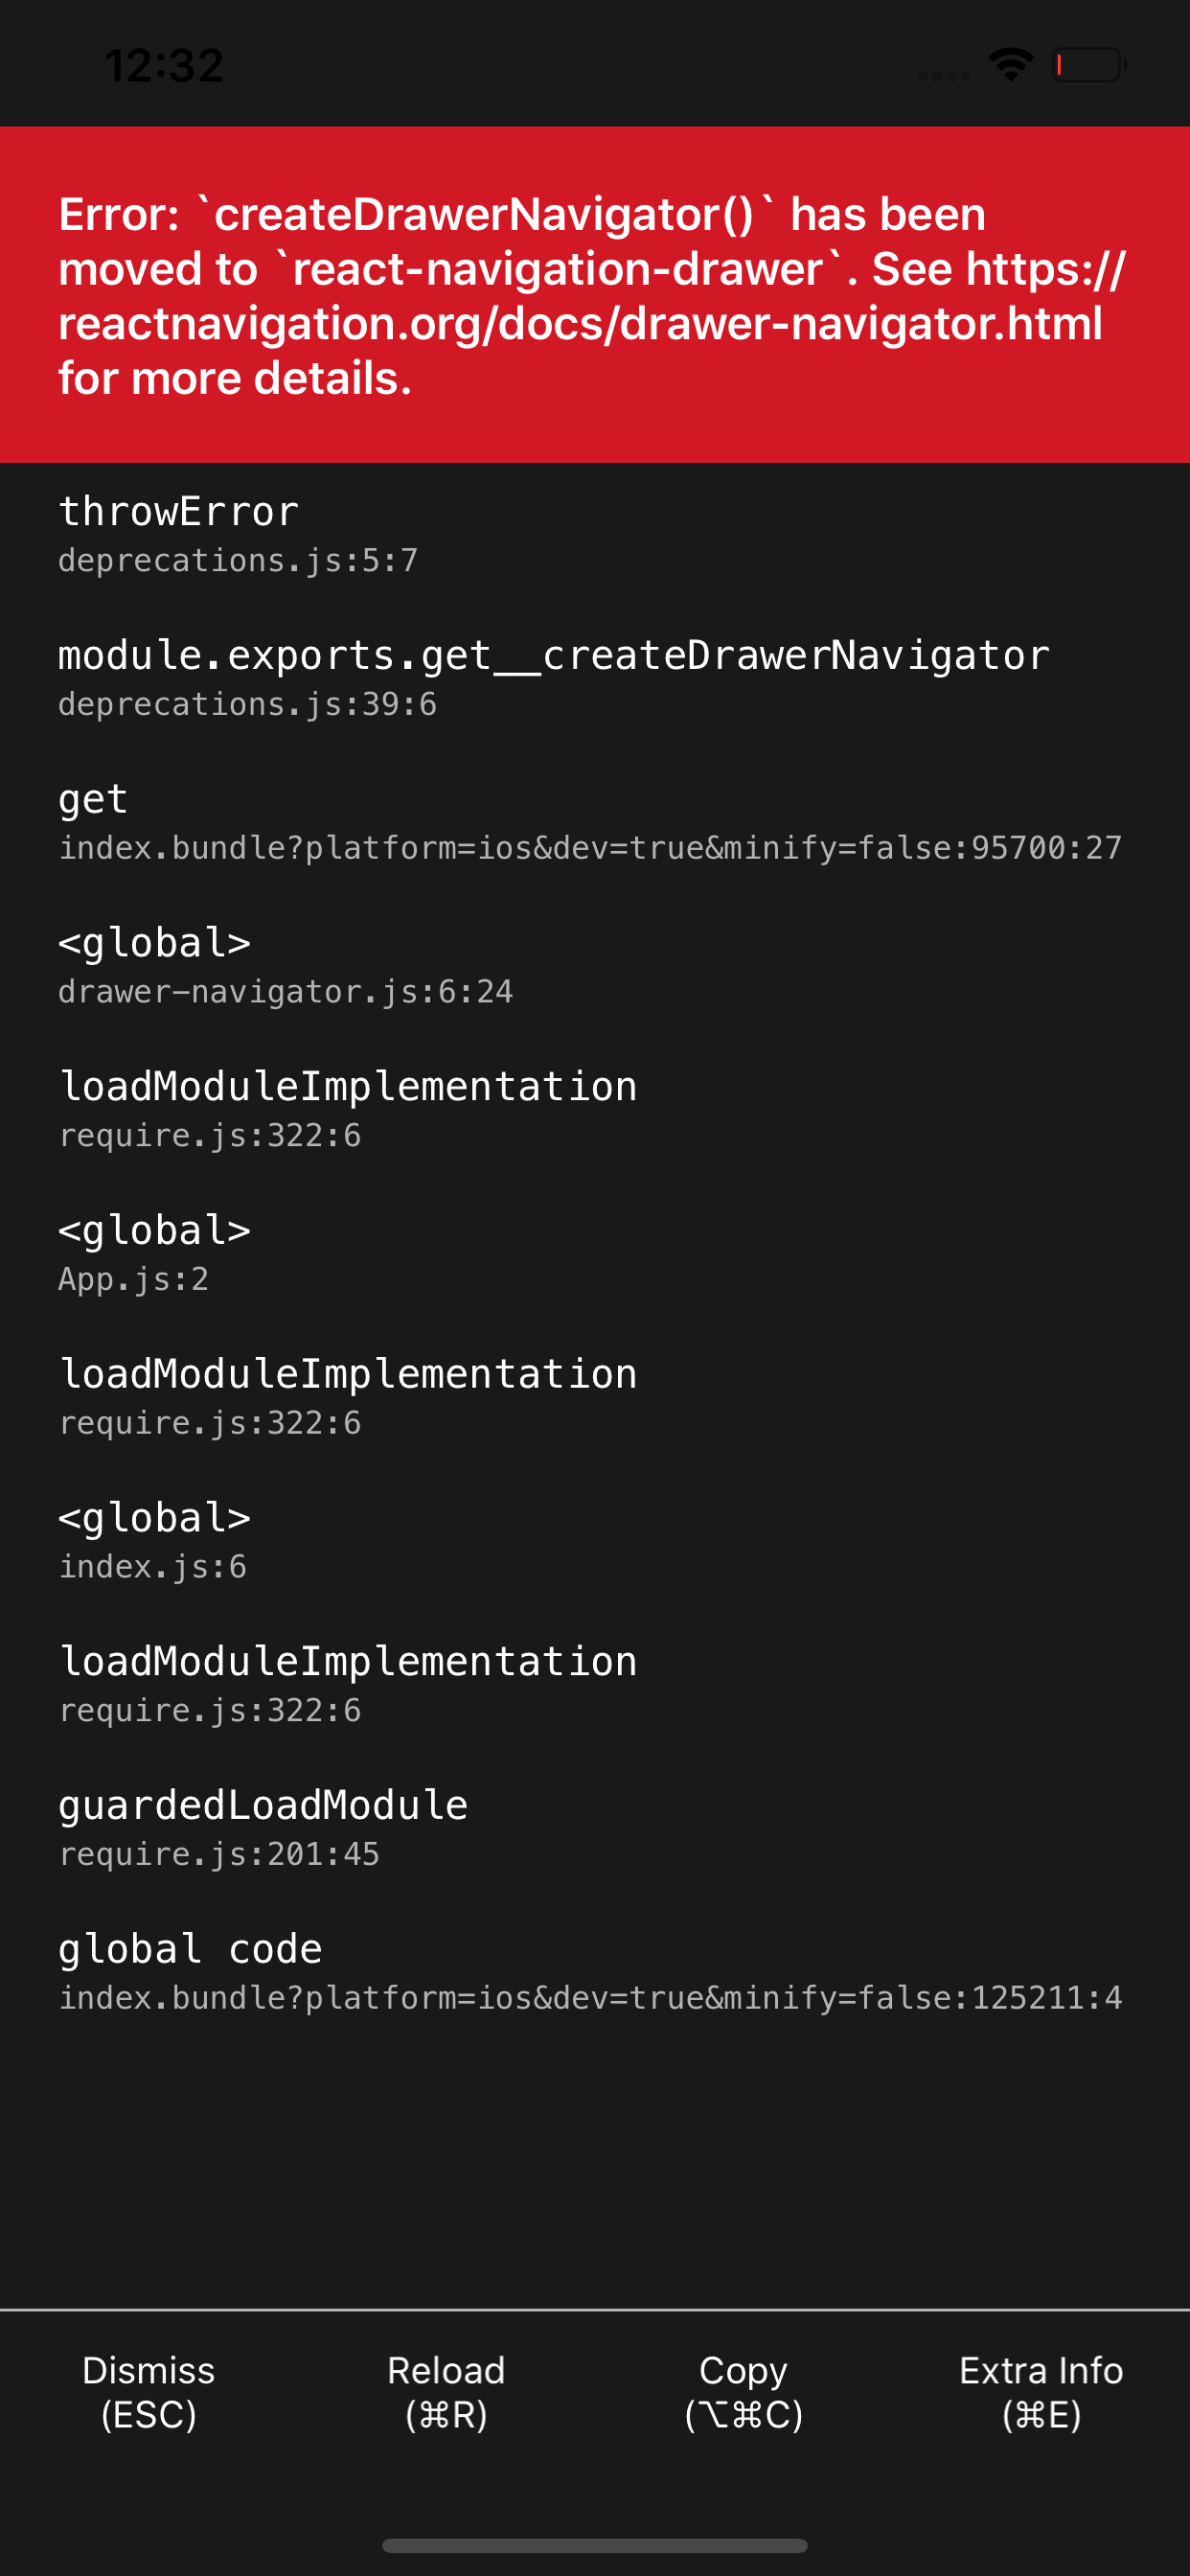 12:32
Error: `createDrawerNavigator()` has been
moved to `react-navigation-drawer`. See https://
reactnavigation.org/docs/drawer-navigator.html
for more details.
throwError
deprecations.js:5:7
module.exports.get__createDrawerNavigator
deprecations.js:39:6
get
index.bundle?platform=ios&dev=true&minify=false:95700:27
<global>
drawer-navigator.js:6:24
loadModuleImplementation
require.js:322:6
<global>
App.js:2
loadModuleImplementation
require.js:322:6
<global>
index.js:6
loadModuleImplementation
require.js:322:6
guardedLoadModule
require.js:201:45
global code
index.bundle?platform=ios&dev=true&minify=false:125211:4
Dismiss Reload Copy Extra Info
(ESC) (⌘R) (⌥⌘C) (⌘E)